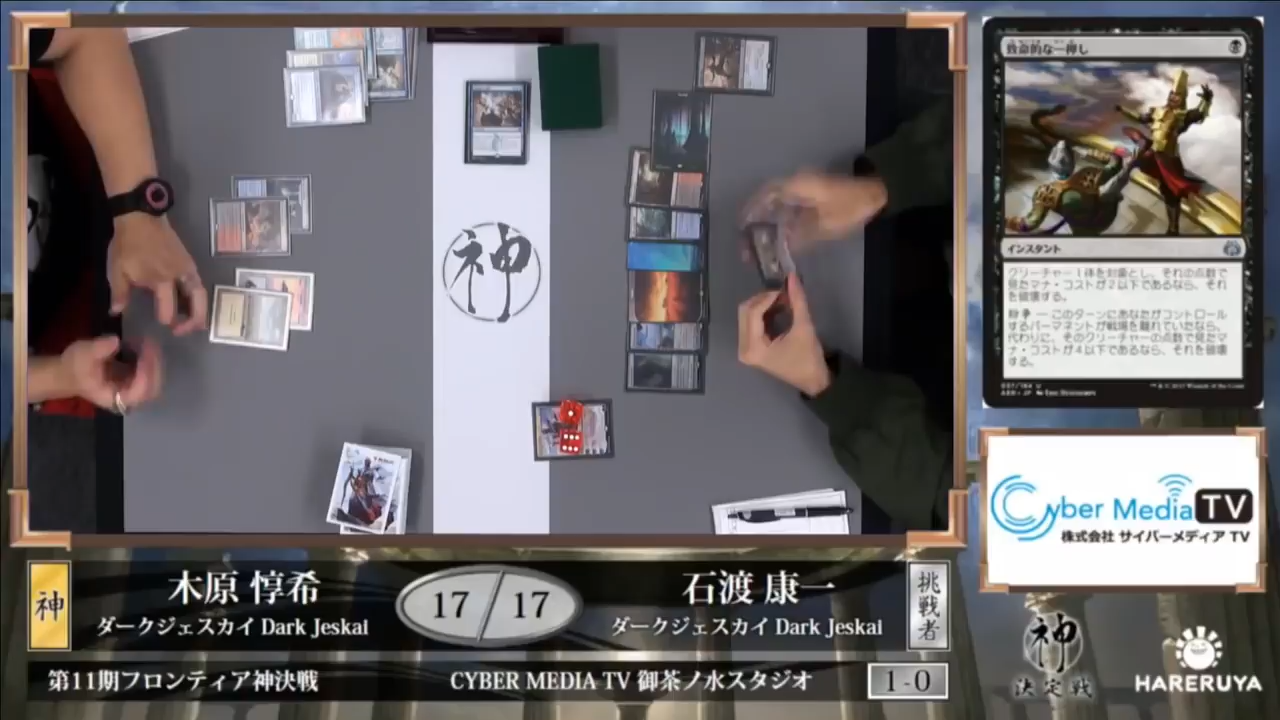 致命的な一押し
インスタント
クリーチャー1体を対象とし、それの点数で
見たマナ・コストが2以下であるなら、それ
を破壊する。
紛争 ― このターンにあなたがコントロール
するパーマネントが戦場を離れていたなら、
代わりに、そのクリーチャーの点数で見たマ
ナ・コストが4以下であるなら、それを破壊
する。
神
Cyber Media TV
株式会社 サイバーメディア TV
神
木原 惇希
ダークジェスカイ Dark Jeskai
17 / 17
石渡 康一
ダークジェスカイ Dark Jeskai
挑戦者
第11期フロンティア神決戦
CYBER MEDIA TV 御茶ノ水スタジオ
1-0
神
決定戦
HARERUYA